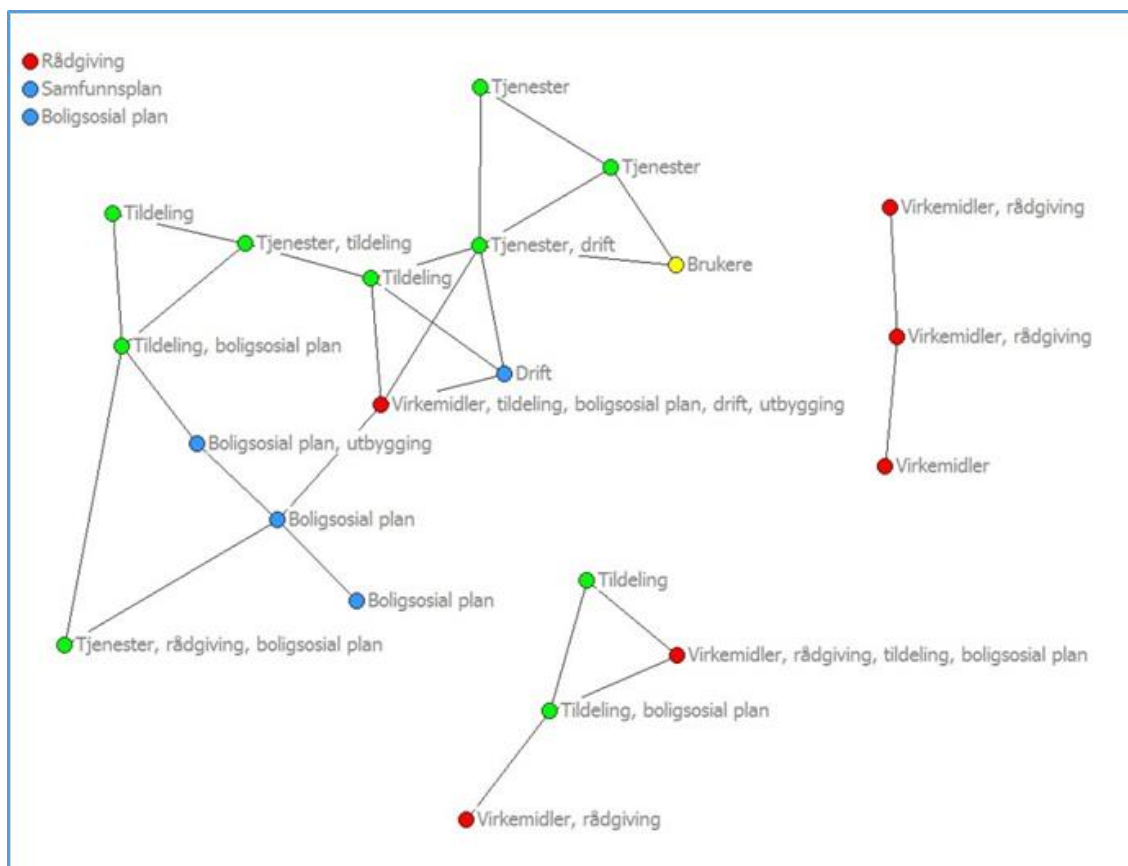 Rådgiving
Samfunnsplan
Boligsosial plan
Tjenester
Tjenester
Tildeling
Virkemidler, rådgiving
Tjenester, tildeling
Tjenester, drift
Brukere
Tildeling
Virkemidler, rådgiving
Tildeling, boligsosial plan
Drift
Virkemidler, tildeling, boligsosial plan, drift, utbygging
Boligsosial plan, utbygging
Virkemidler
Boligsosial plan
Tildeling
Boligsosial plan
Tjenester, rådgiving, boligsosial plan
Virkemidler, rådgiving, tildeling, boligsosial plan
Tildeling, boligsosial plan
Virkemidler, rådgiving